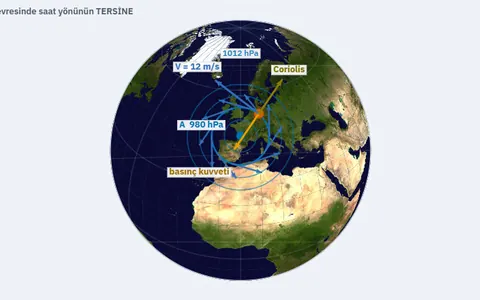 evresinde saat yönünün TERSİNE
1012 hPa
V = 12 m/s
Coriolis
A 980 hPa
basınç kuvveti